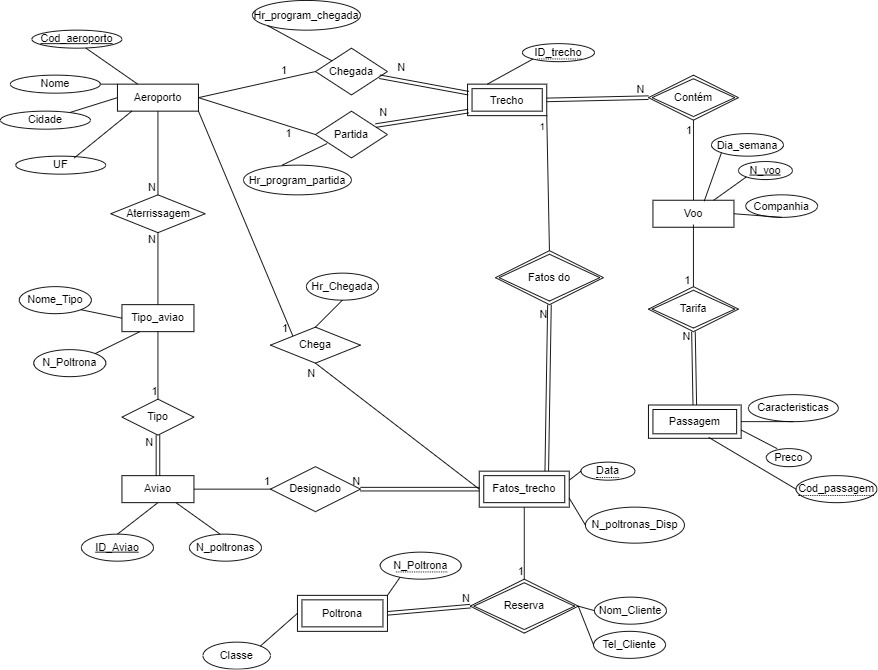 Hr_program_chegada
Cod_aeroporto
ID_trecho
1
Chegada
N
Nome
Aeroporto
Trecho
N
Contém
Cidade
N
1
Partida
1
1
UF
Hr_program_partida
Dia_semana
N_voo
N
Companhia
Aterrissagem
Voo
N
Fatos do
1
Hr_Chegada
Nome_Tipo
Tipo_aviao
Tarifa
N
1
Chega
N
N_Poltrona
N
1
Caracteristicas
Tipo
Passagem
N
Preco
Data
1
N
Aviao
Designado
Fatos_trecho
Cod_passagem
N_poltronas_Disp
ID_Aviao
N_poltronas
N_Poltrona
1
N
Reserva
Nom_Cliente
Poltrona
Tel_Cliente
Classe